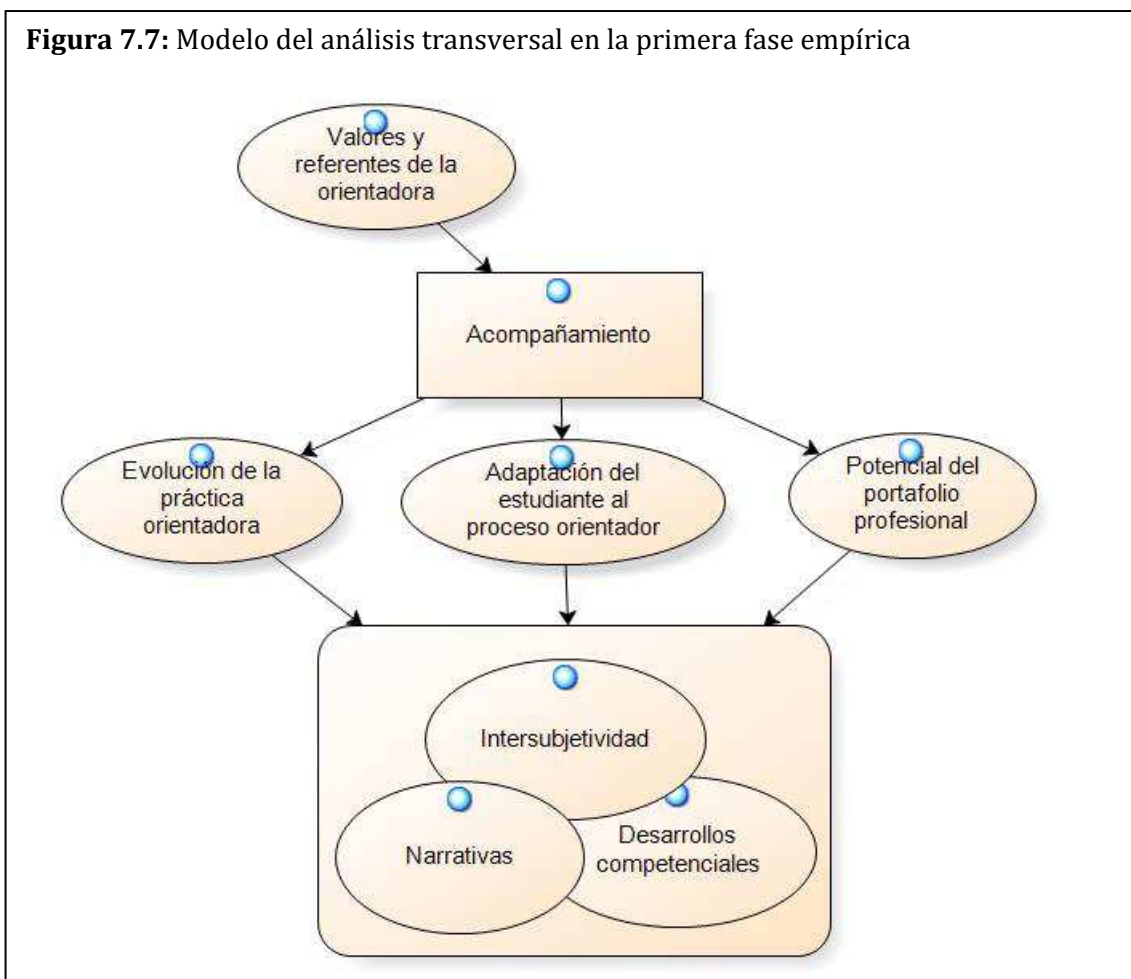 Figura 7.7: Modelo del análisis transversal en la primera fase empírica
Valores y
referentes de la
orientadora
Acompañamiento
Evolución de la
práctica
orientadora
Adaptación del
estudiante al
proceso orientador
Potencial del
portafolio
profesional
Intersubjetividad
Narrativas
Desarrollos
competenciales